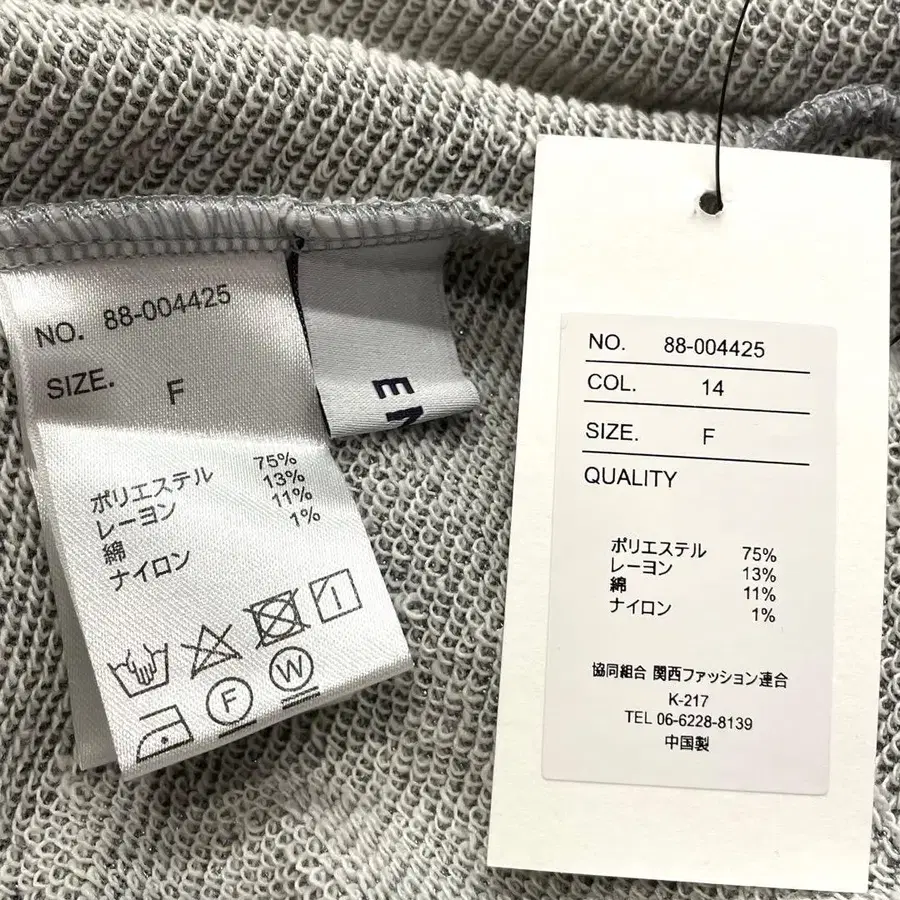 NO. 88-004425
SIZE. F
ポリエステル 75%
レーヨン 13%
綿 11%
ナイロン 1%
F
W
E
NO. 88-004425
COL. 14
SIZE. F
QUALITY
ポリエステル 75%
レーヨン 13%
綿 11%
ナイロン 1%
協同組合 関西ファッション連合
K-217
TEL 06-6228-8139
中国製